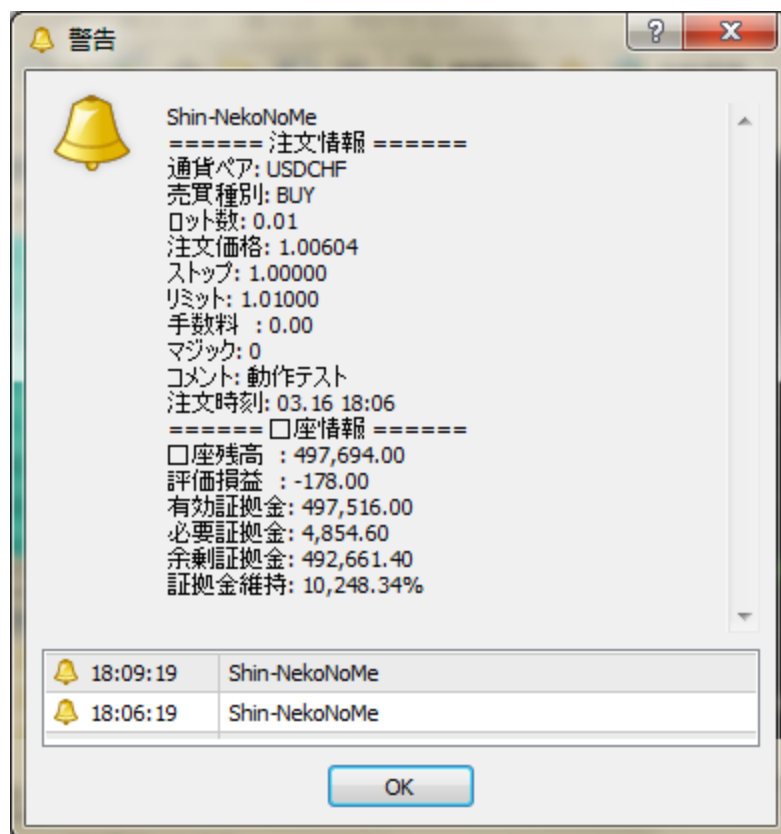 警告
Shin-NekoNoMe
====== 注文情報 ======
通貨ペア: USDCHF
売買種別: BUY
ロット数: 0.01
注文価格: 1.00604
ストップ: 1.00000
リミット: 1.01000
手数料 : 0.00
マジック: 0
コメント: 動作テスト
注文時刻: 03.16 18:06
====== 口座情報 ======
口座残高 : 497,694.00
評価損益 : -178.00
有効証拠金: 497,516.00
必要証拠金: 4,854.60
余剰証拠金: 492,661.40
証拠金維持: 10,248.34%
18:09:19 Shin-NekoNoMe
18:06:19 Shin-NekoNoMe
OK